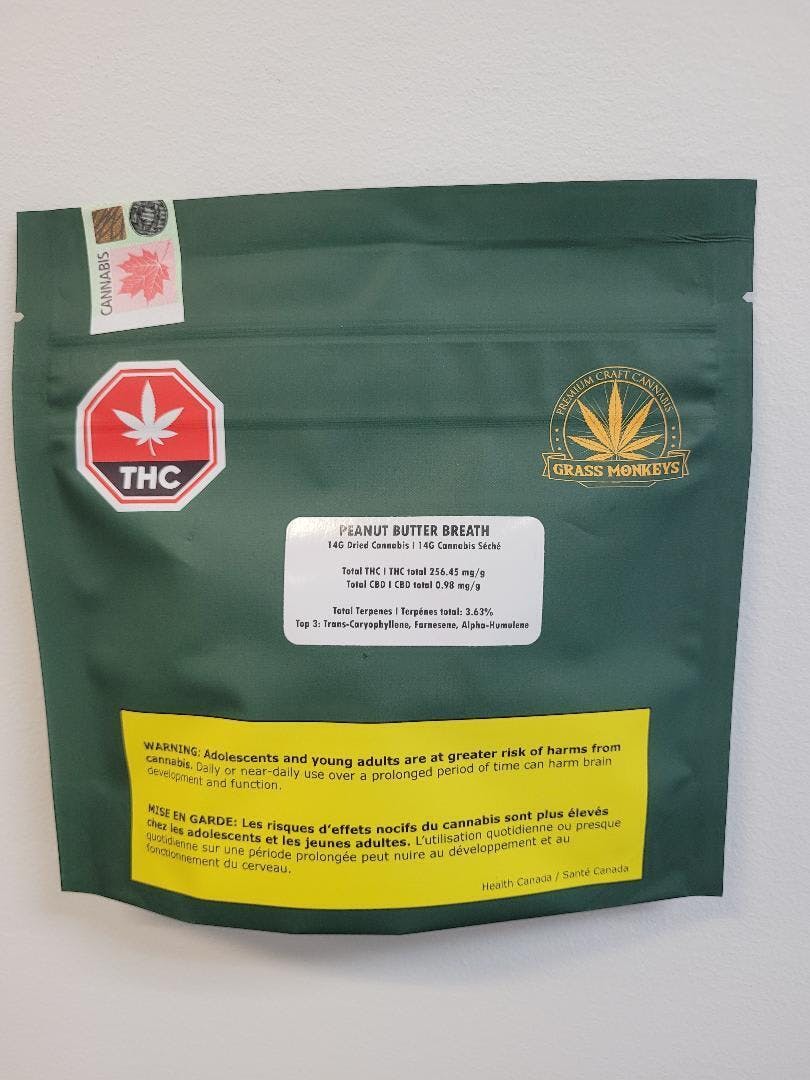 CANNABIS
THC
PREMIUM CRAFT CANNABIS
GRASS MONKEYS
PEANUT BUTTER BREATH
14G Dried Cannabis | 14G Cannabis Séché
Total THC | THC total 256.45 mg/g
Total CBD | CBD total 0.98 mg/g
Total Terpenes | Terpénes total: 3.63%
Top 3: Trans-Caryophyllene, Farnesene, Alpha-Humulene
WARNING: Adolescents and young adults are at greater risk of harms from
cannabis. Daily or near-daily use over a prolonged period of time can harm brain
development and function.
MISE EN GARDE: Les risques d'effets nocifs du cannabis sont plus élevés
chez les adolescents et les jeunes adultes. L'utilisation quotidienne ou presque
quotidienne sur une période prolongée peut nuire au développement et au
fonctionnement du cerveau.
Health Canada / Santé Canada